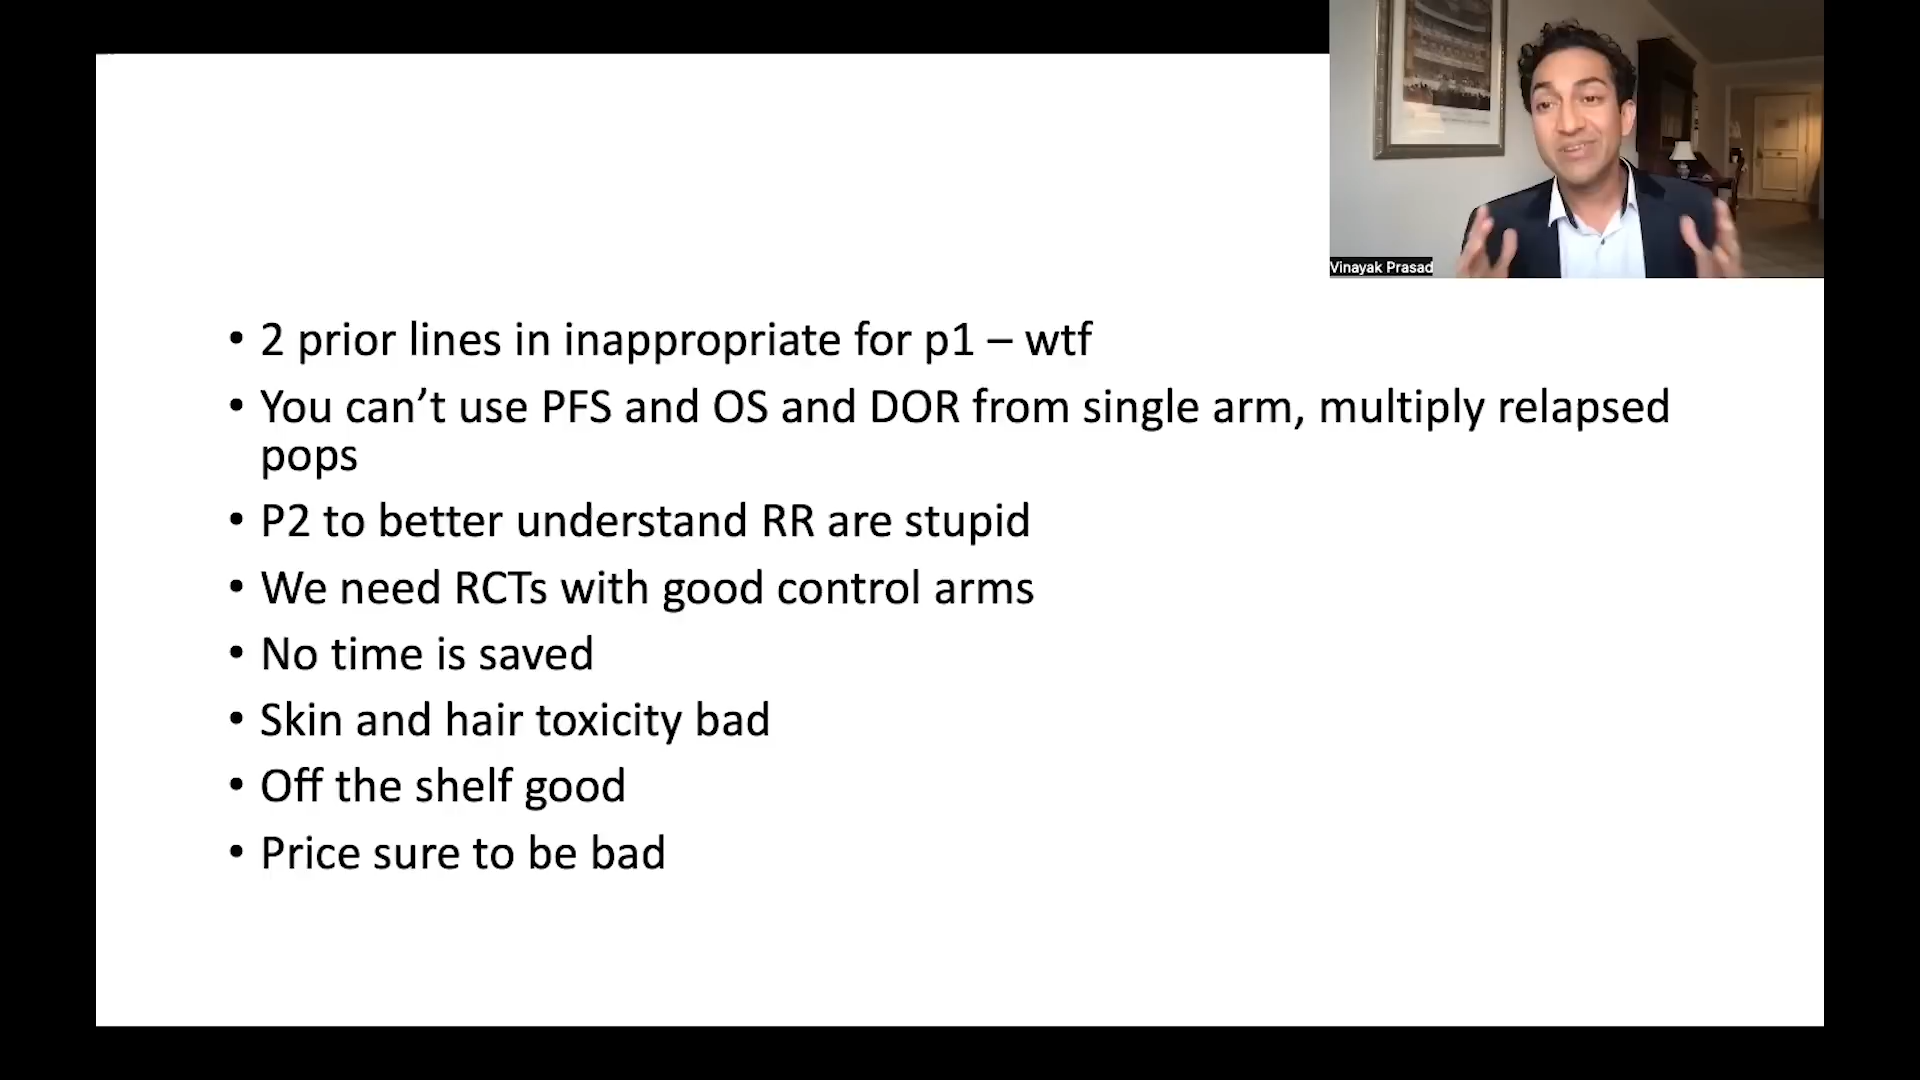 Vinayak Prasad
• 2 prior lines in inappropriate for p1 – wtf
• You can’t use PFS and OS and DOR from single arm, multiply relapsed
pops
• P2 to better understand RR are stupid
• We need RCTs with good control arms
• No time is saved
• Skin and hair toxicity bad
• Off the shelf good
• Price sure to be bad